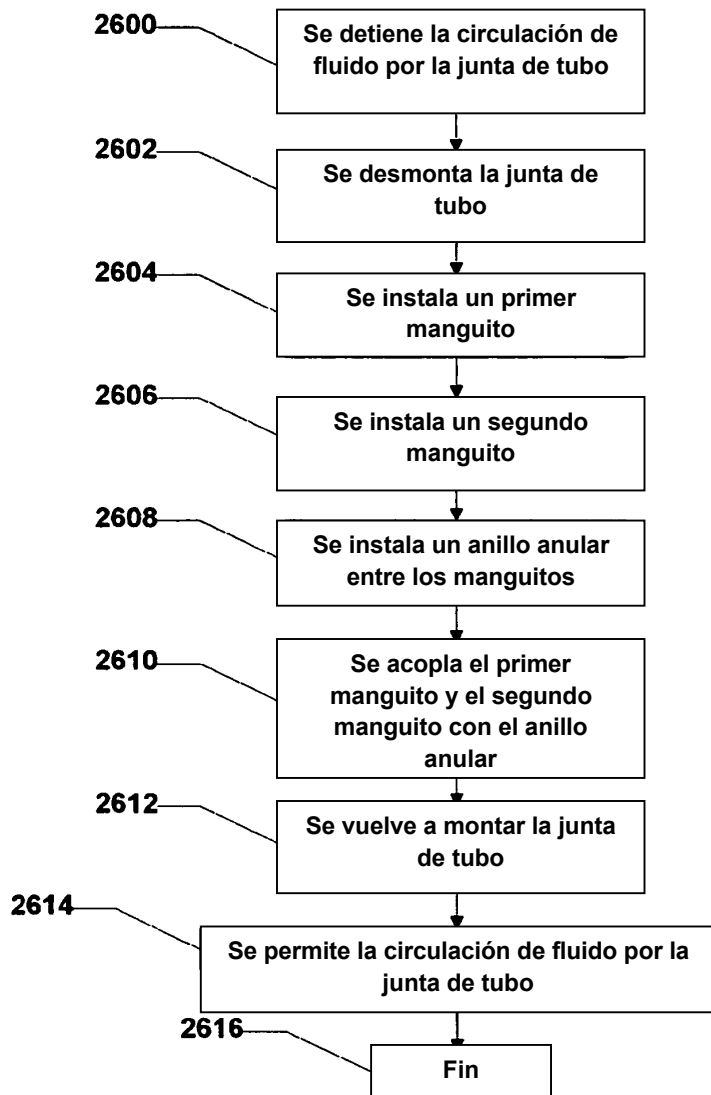 2600
Se detiene la circulación de
fluido por la junta de tubo
2602
Se desmonta la junta de
tubo
2604
Se instala un primer
manguito
2606
Se instala un segundo
manguito
2608
Se instala un anillo anular
entre los manguitos
2610
Se acopla el primer
manguito y el segundo
manguito con el anillo
anular
2612
Se vuelve a montar la junta
de tubo
2614
Se permite la circulación de fluido por la
junta de tubo
2616
Fin